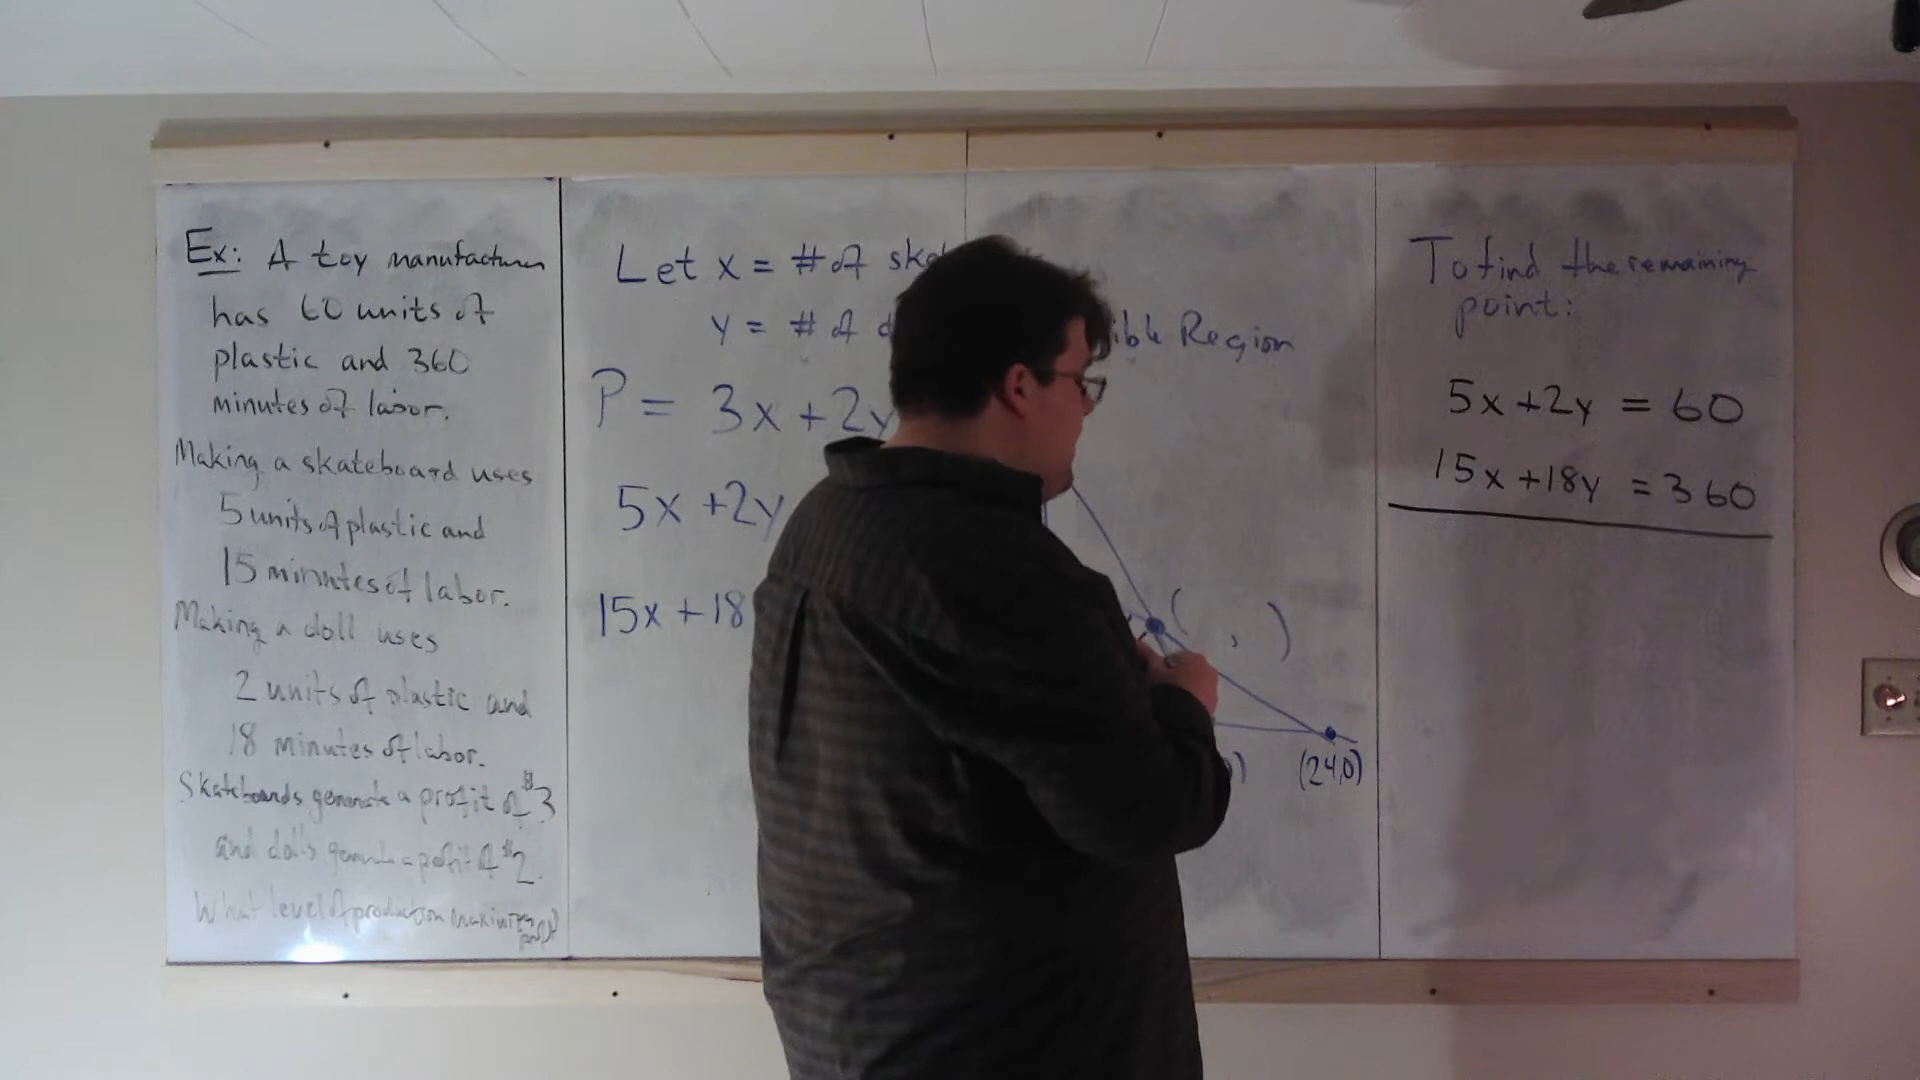 Ex: A toy manufacturer
has 60 units of
plastic and 360
minutes of labor.
Making a skateboard uses
5 units of plastic and
15 minutes of labor.
Making a doll uses
2 units of plastic and
18 minutes of labor.
Skateboards generate a profit of $3
and dolls generate a profit of $2.
What level of production maximizes profit?
Let x = # of
y = # of
P = 3x + 2y
5x + 2y
15x + 18
Region
( , )
(24,0)
To find the remaining
point:
5x + 2y = 60
15x + 18y = 360